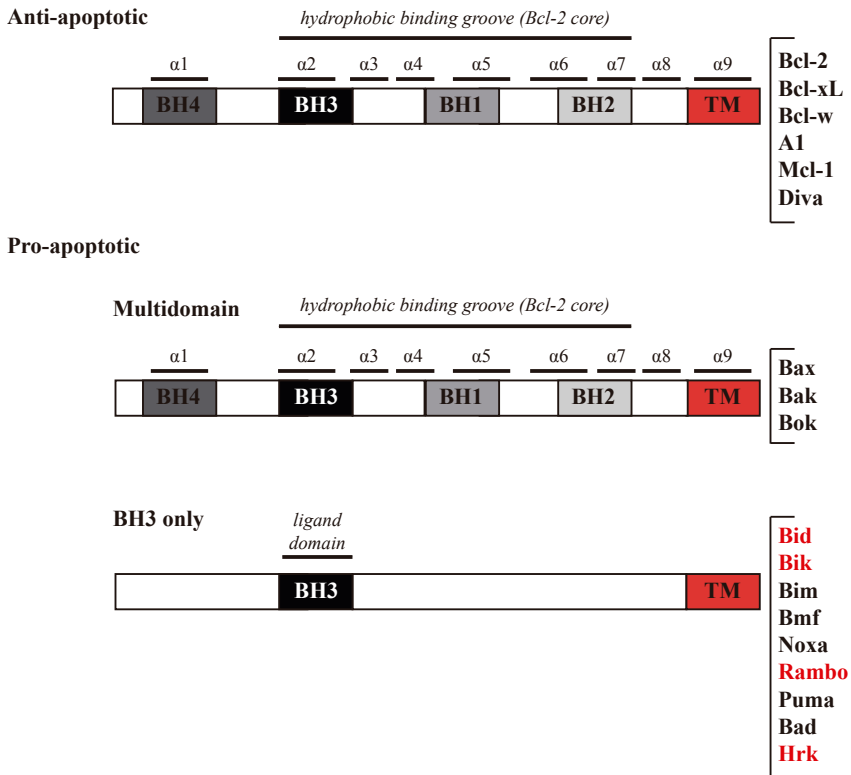 Anti-apoptotic
hydrophobic binding groove (Bcl-2 core)
α1 α2 α3 α4 α5 α6 α7 α8 α9
BH4 BH3 BH1 BH2 TM
Bcl-2
Bcl-xL
Bcl-w
A1
Mcl-1
Diva
Pro-apoptotic
Multidomain
hydrophobic binding groove (Bcl-2 core)
α1 α2 α3 α4 α5 α6 α7 α8 α9
BH4 BH3 BH1 BH2 TM
Bax
Bak
Bok
BH3 only
ligand
domain
BH3 TM
Bid
Bik
Bim
Bmf
Noxa
Rambo
Puma
Bad
Hrk